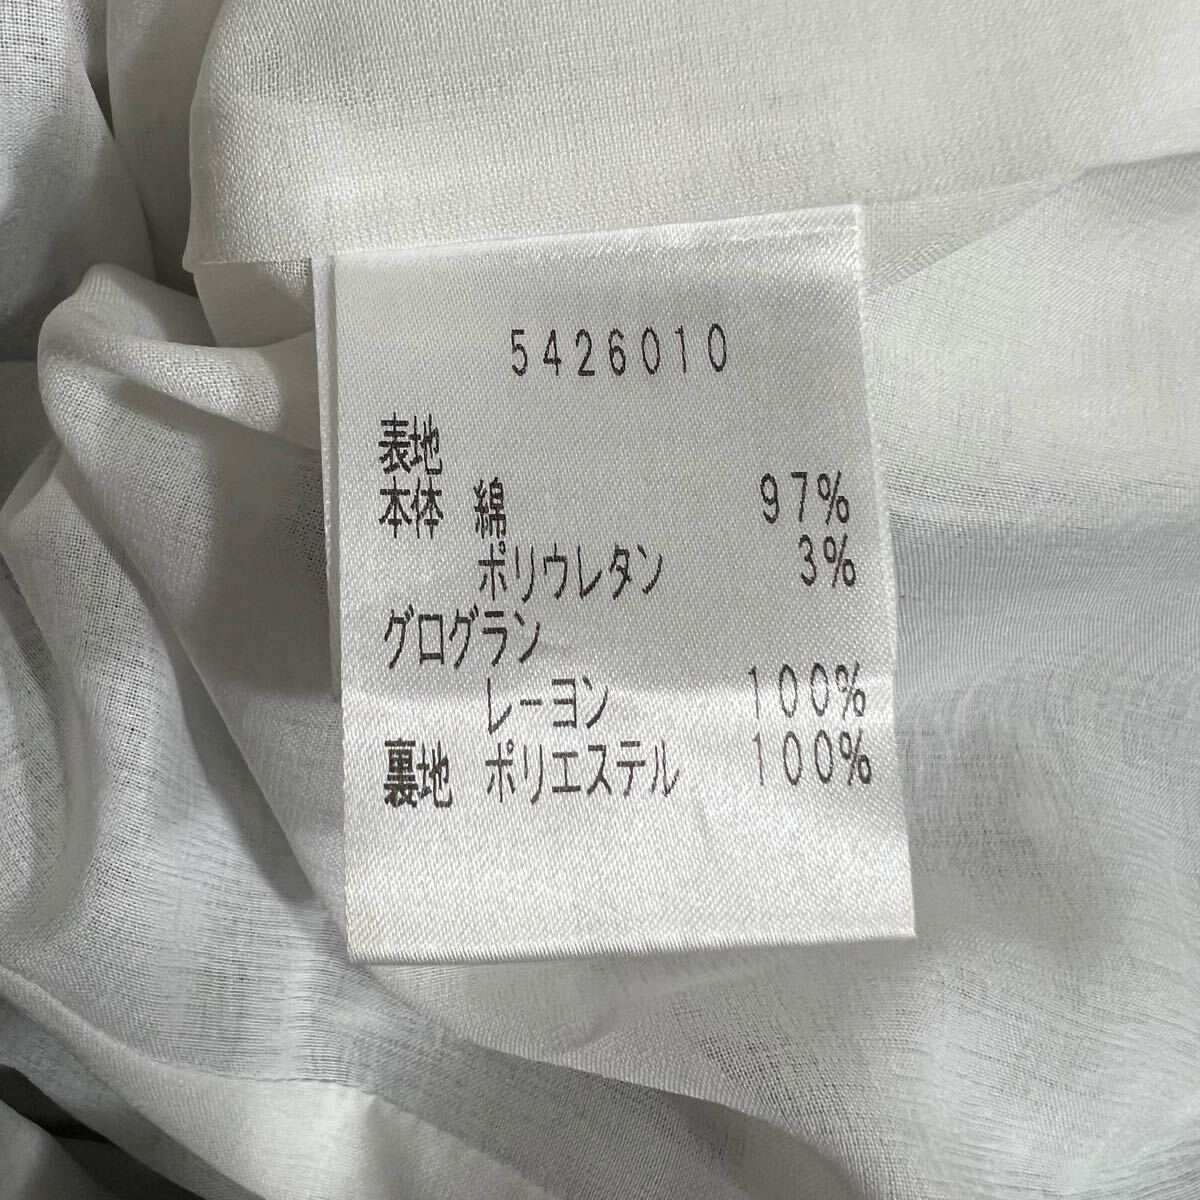 5426010
表地
本体 綿 97%
ポリウレタン 3%
グログラン
レーヨン 100%
裏地 ポリエステル 100%